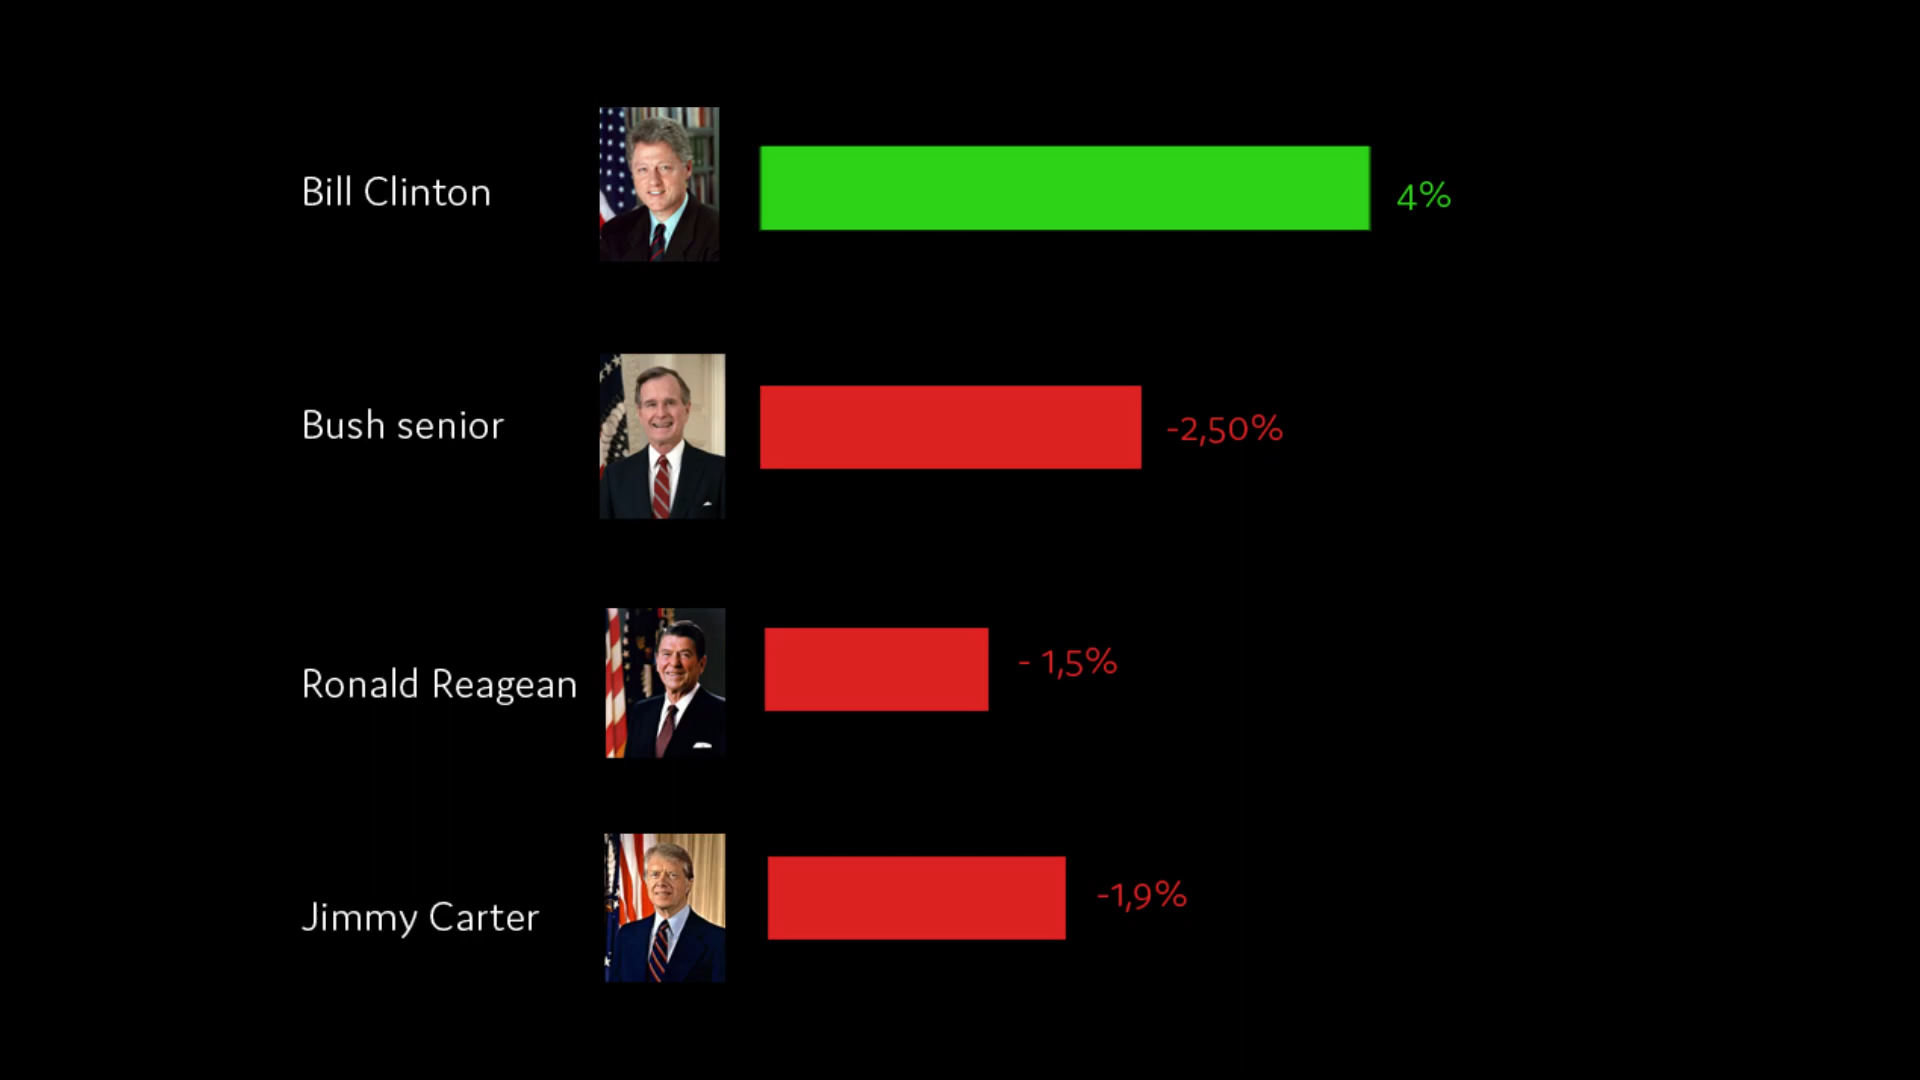 Bill Clinton
4%
Bush senior
-2,50%
Ronald Reagean
- 1,5%
Jimmy Carter
-1,9%